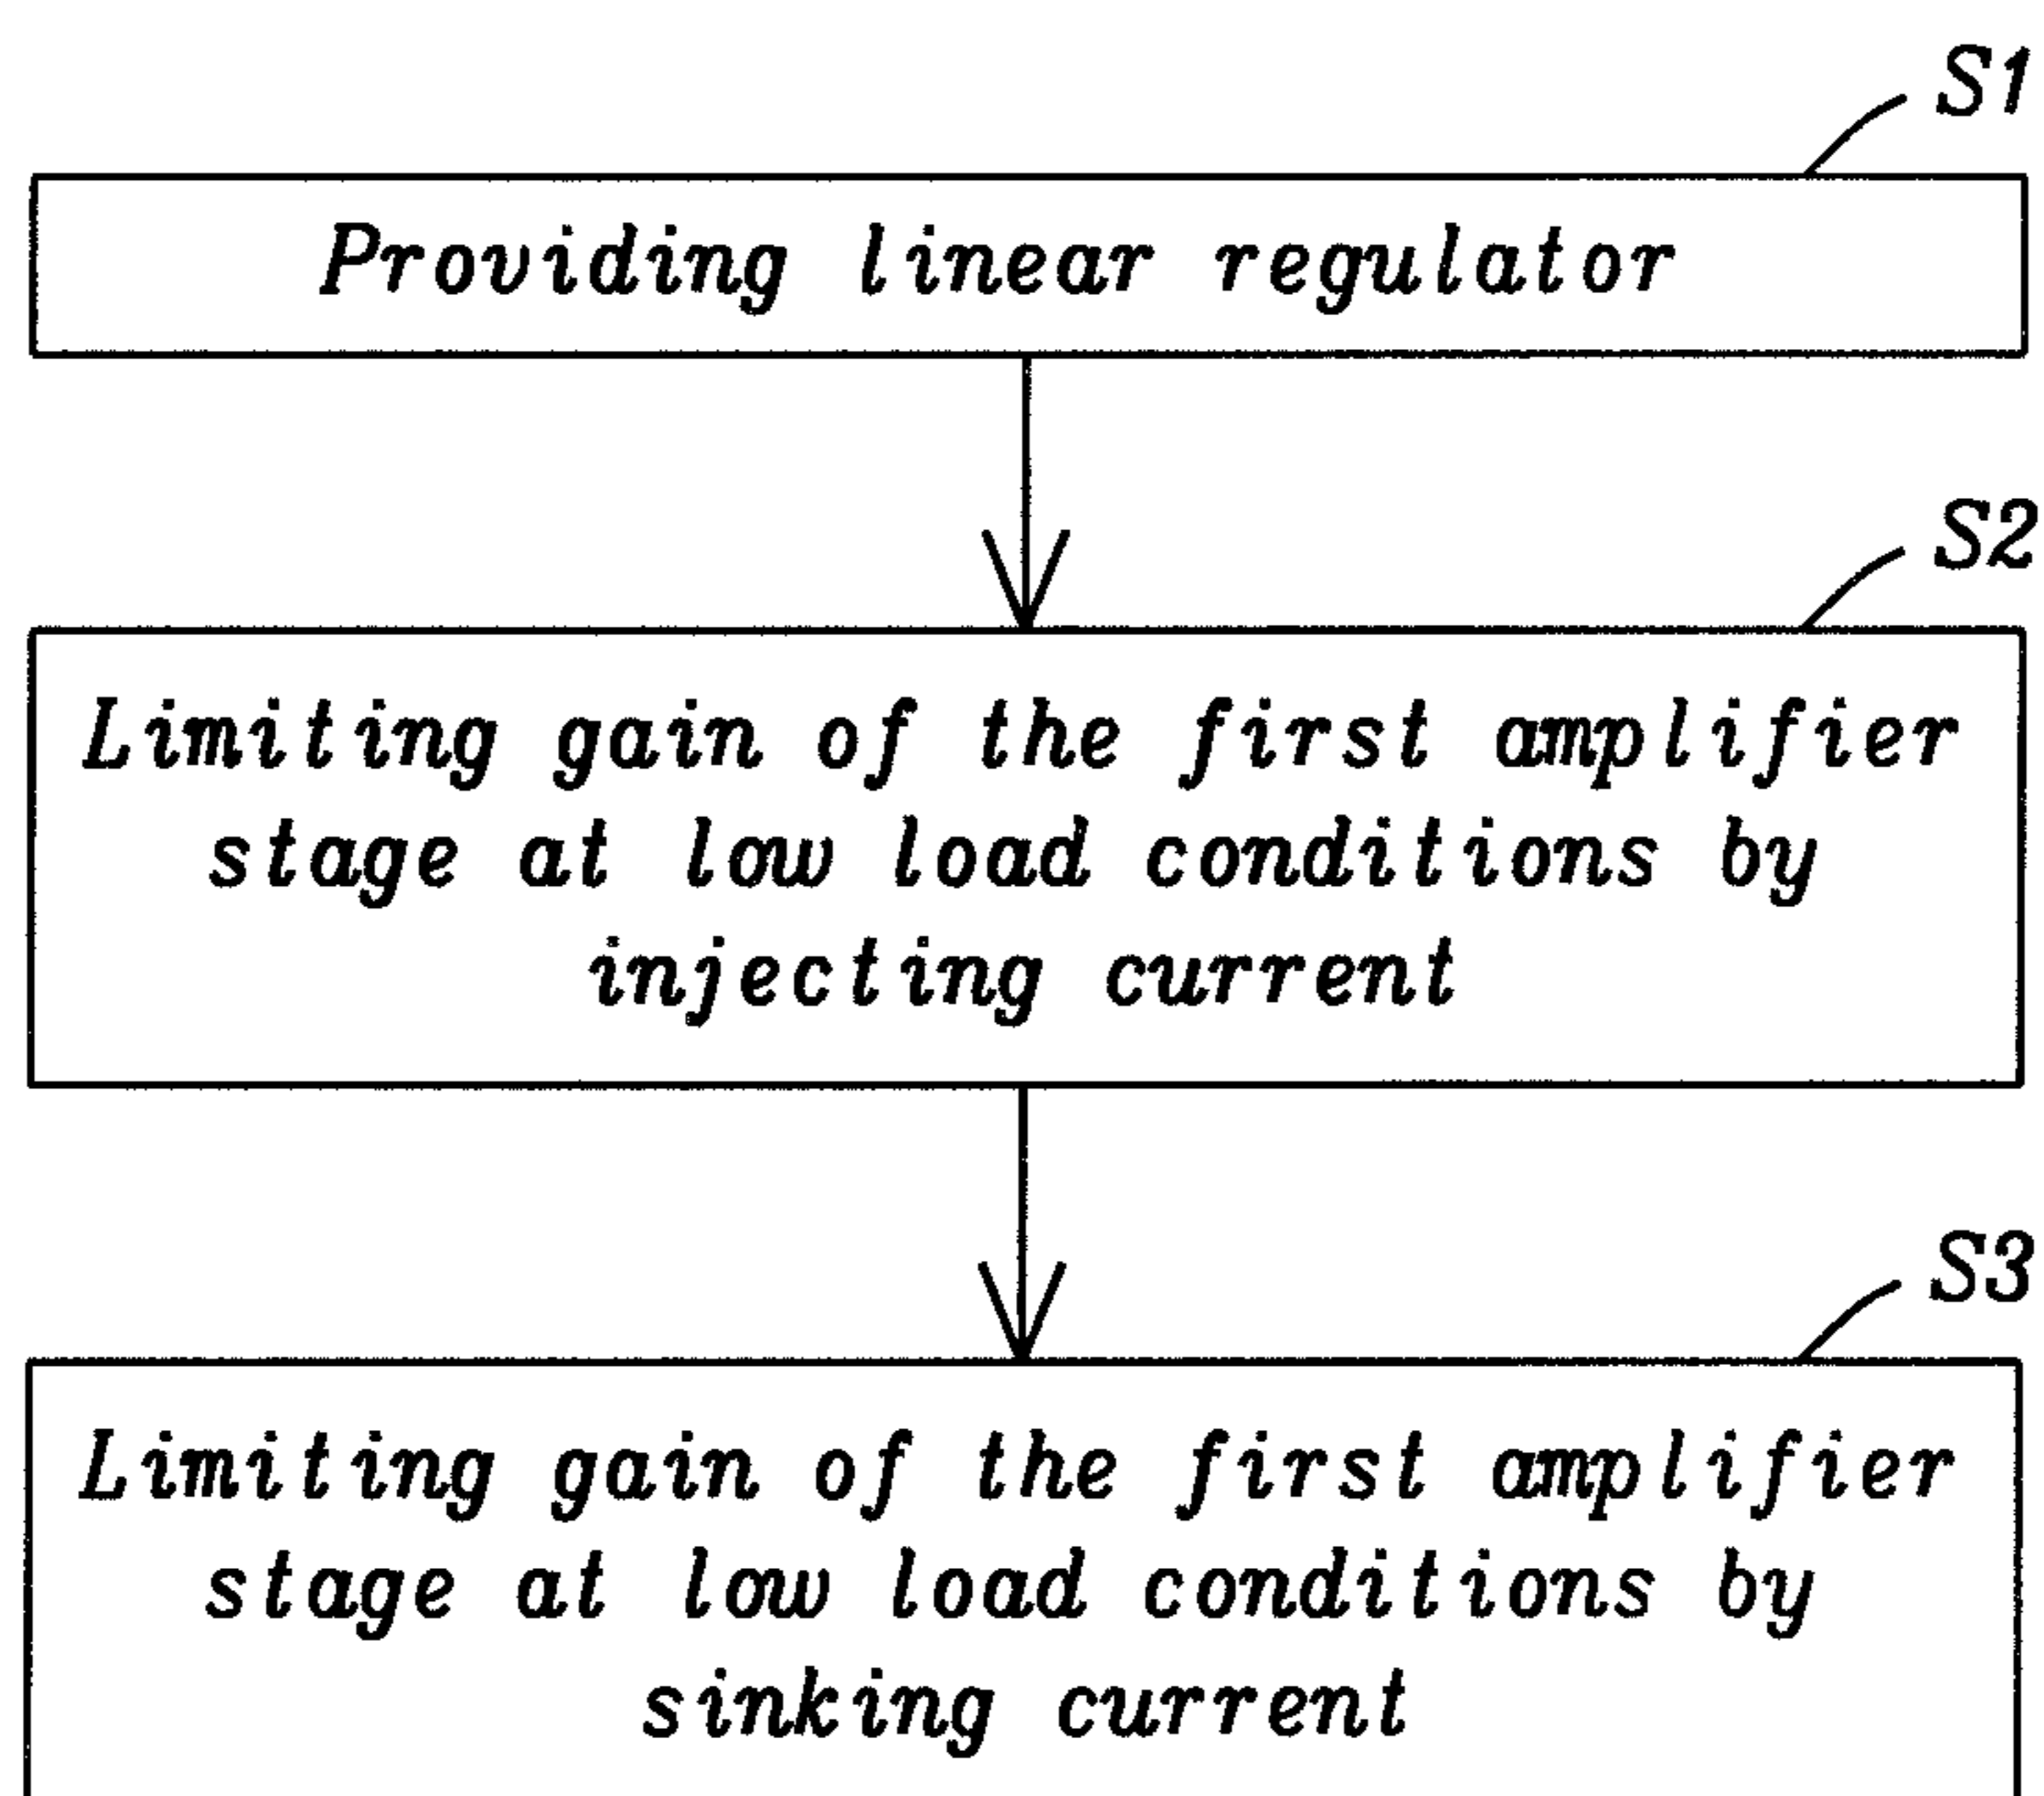 S1
Providing linear regulator
S2
Limiting gain of the first amplifier
stage at low load conditions by
injecting current
S3
Limiting gain of the first amplifier
stage at low load conditions by
sinking current